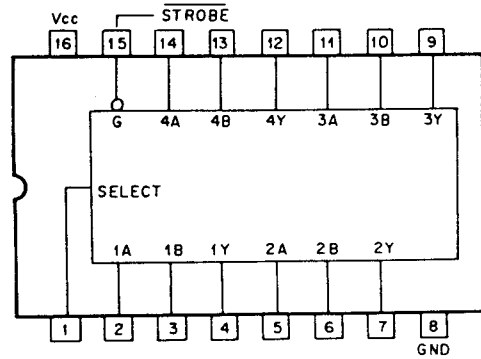 STROBE
Vcc
16 15 14 13 12 11 10 9
G 4A 4B 4Y 3A 3B 3Y
SELECT
1A 1B 1Y 2A 2B 2Y
1 2 3 4 5 6 7 8
GND